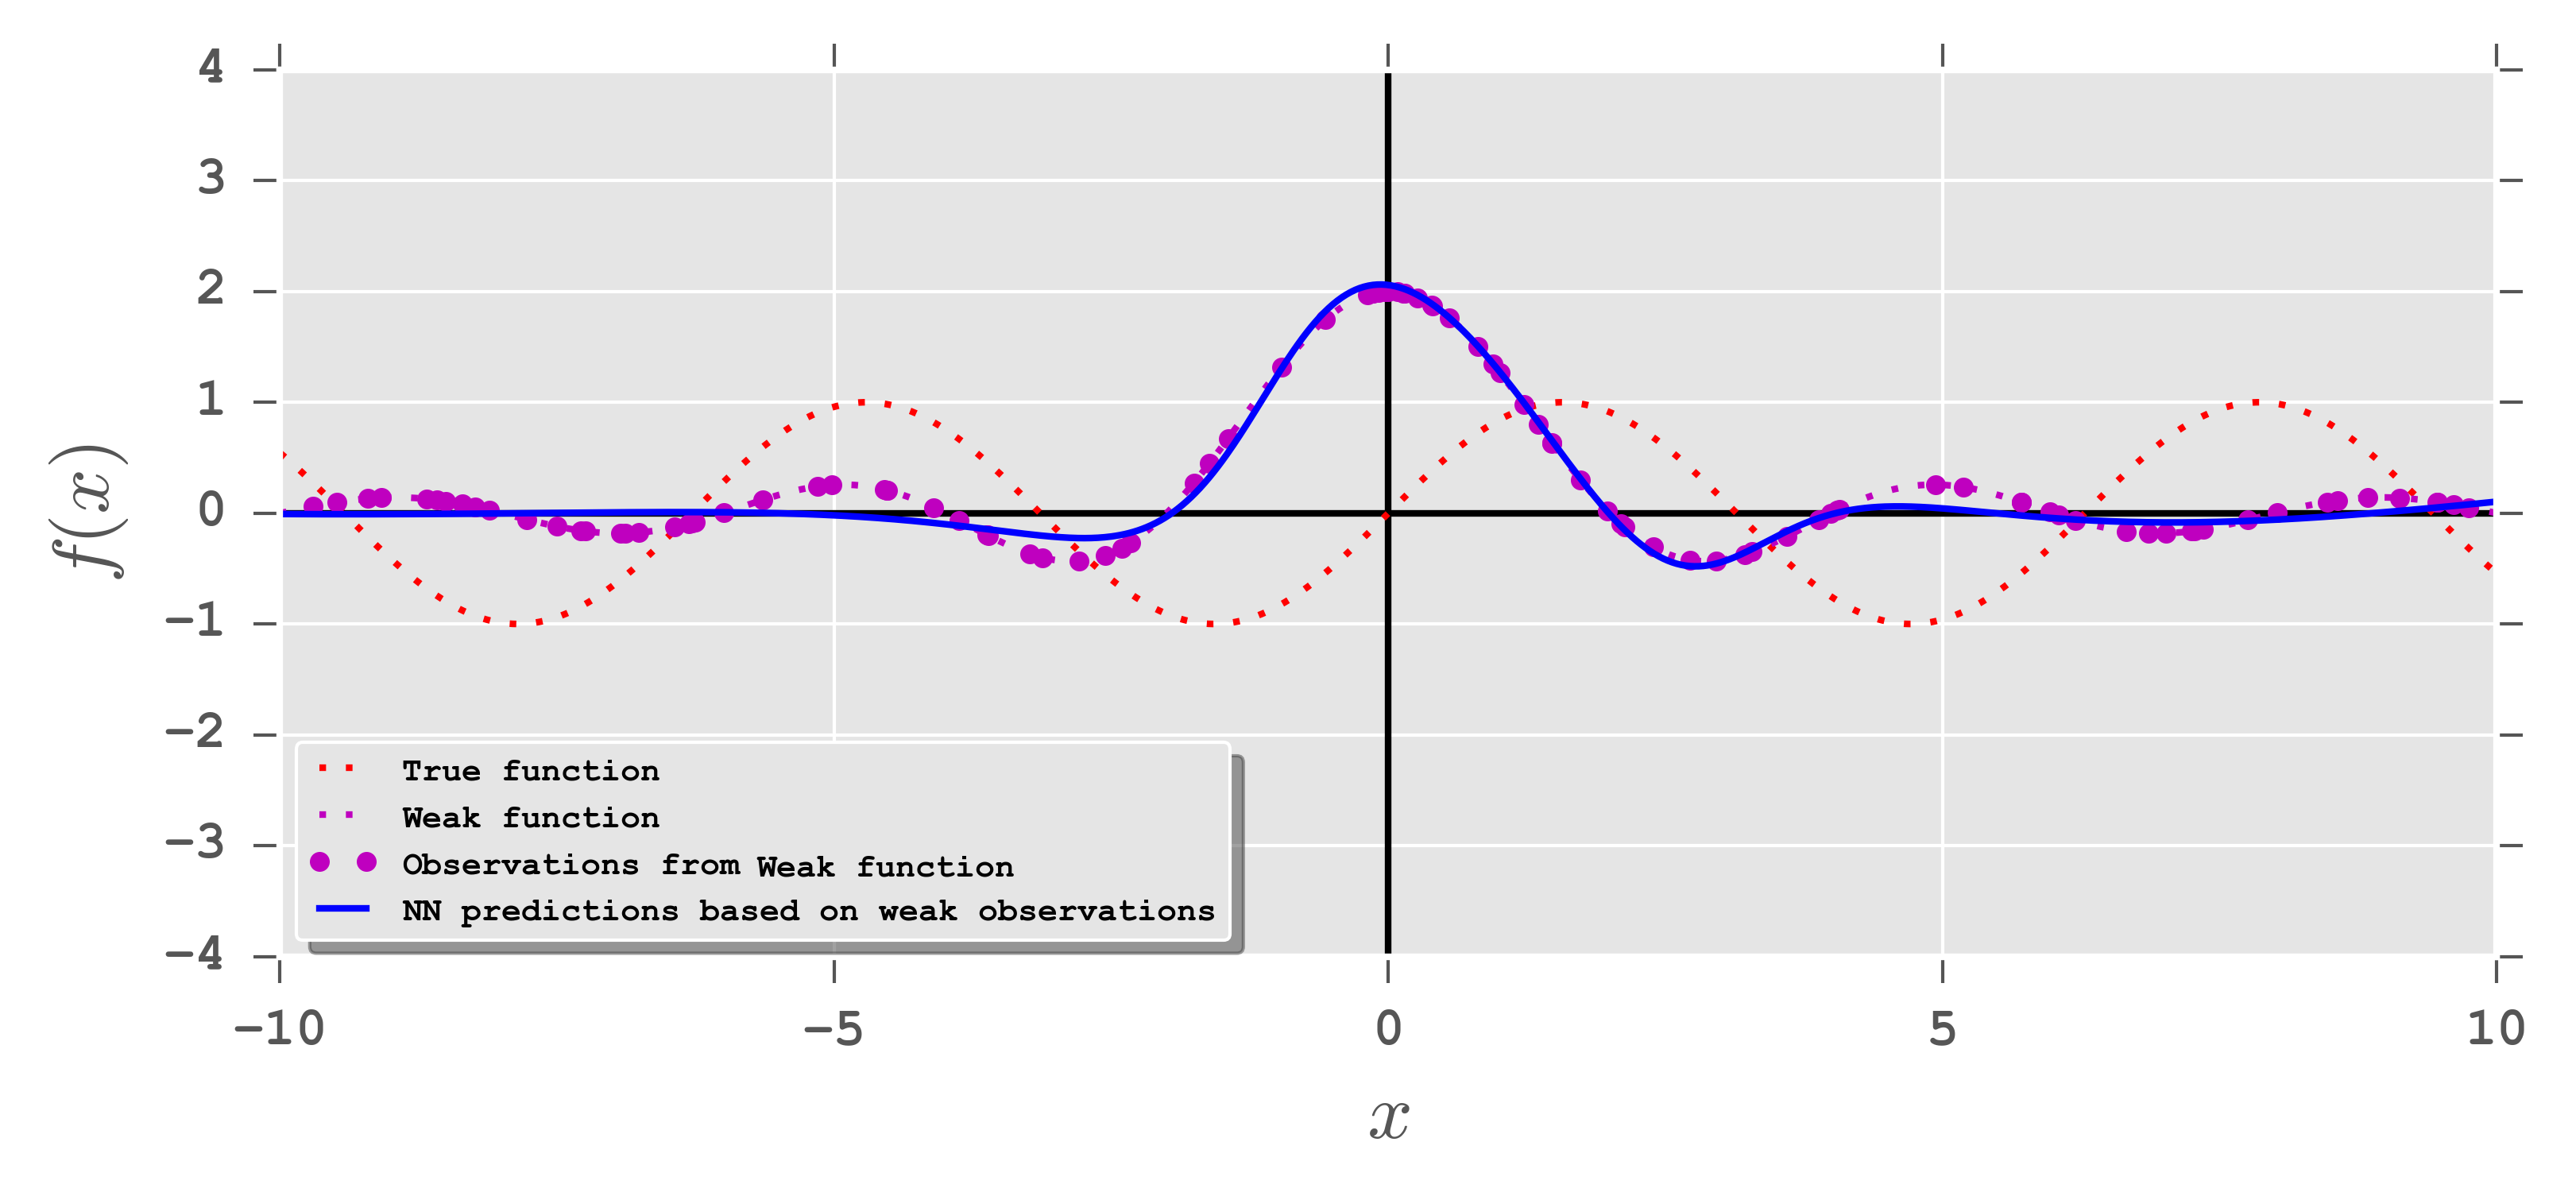 4
3
2
1
0
−1
−2
−3
−4
f(x)
True function
Weak function
Observations from Weak function
NN predictions based on weak observations
−10 −5 0 5 10
x